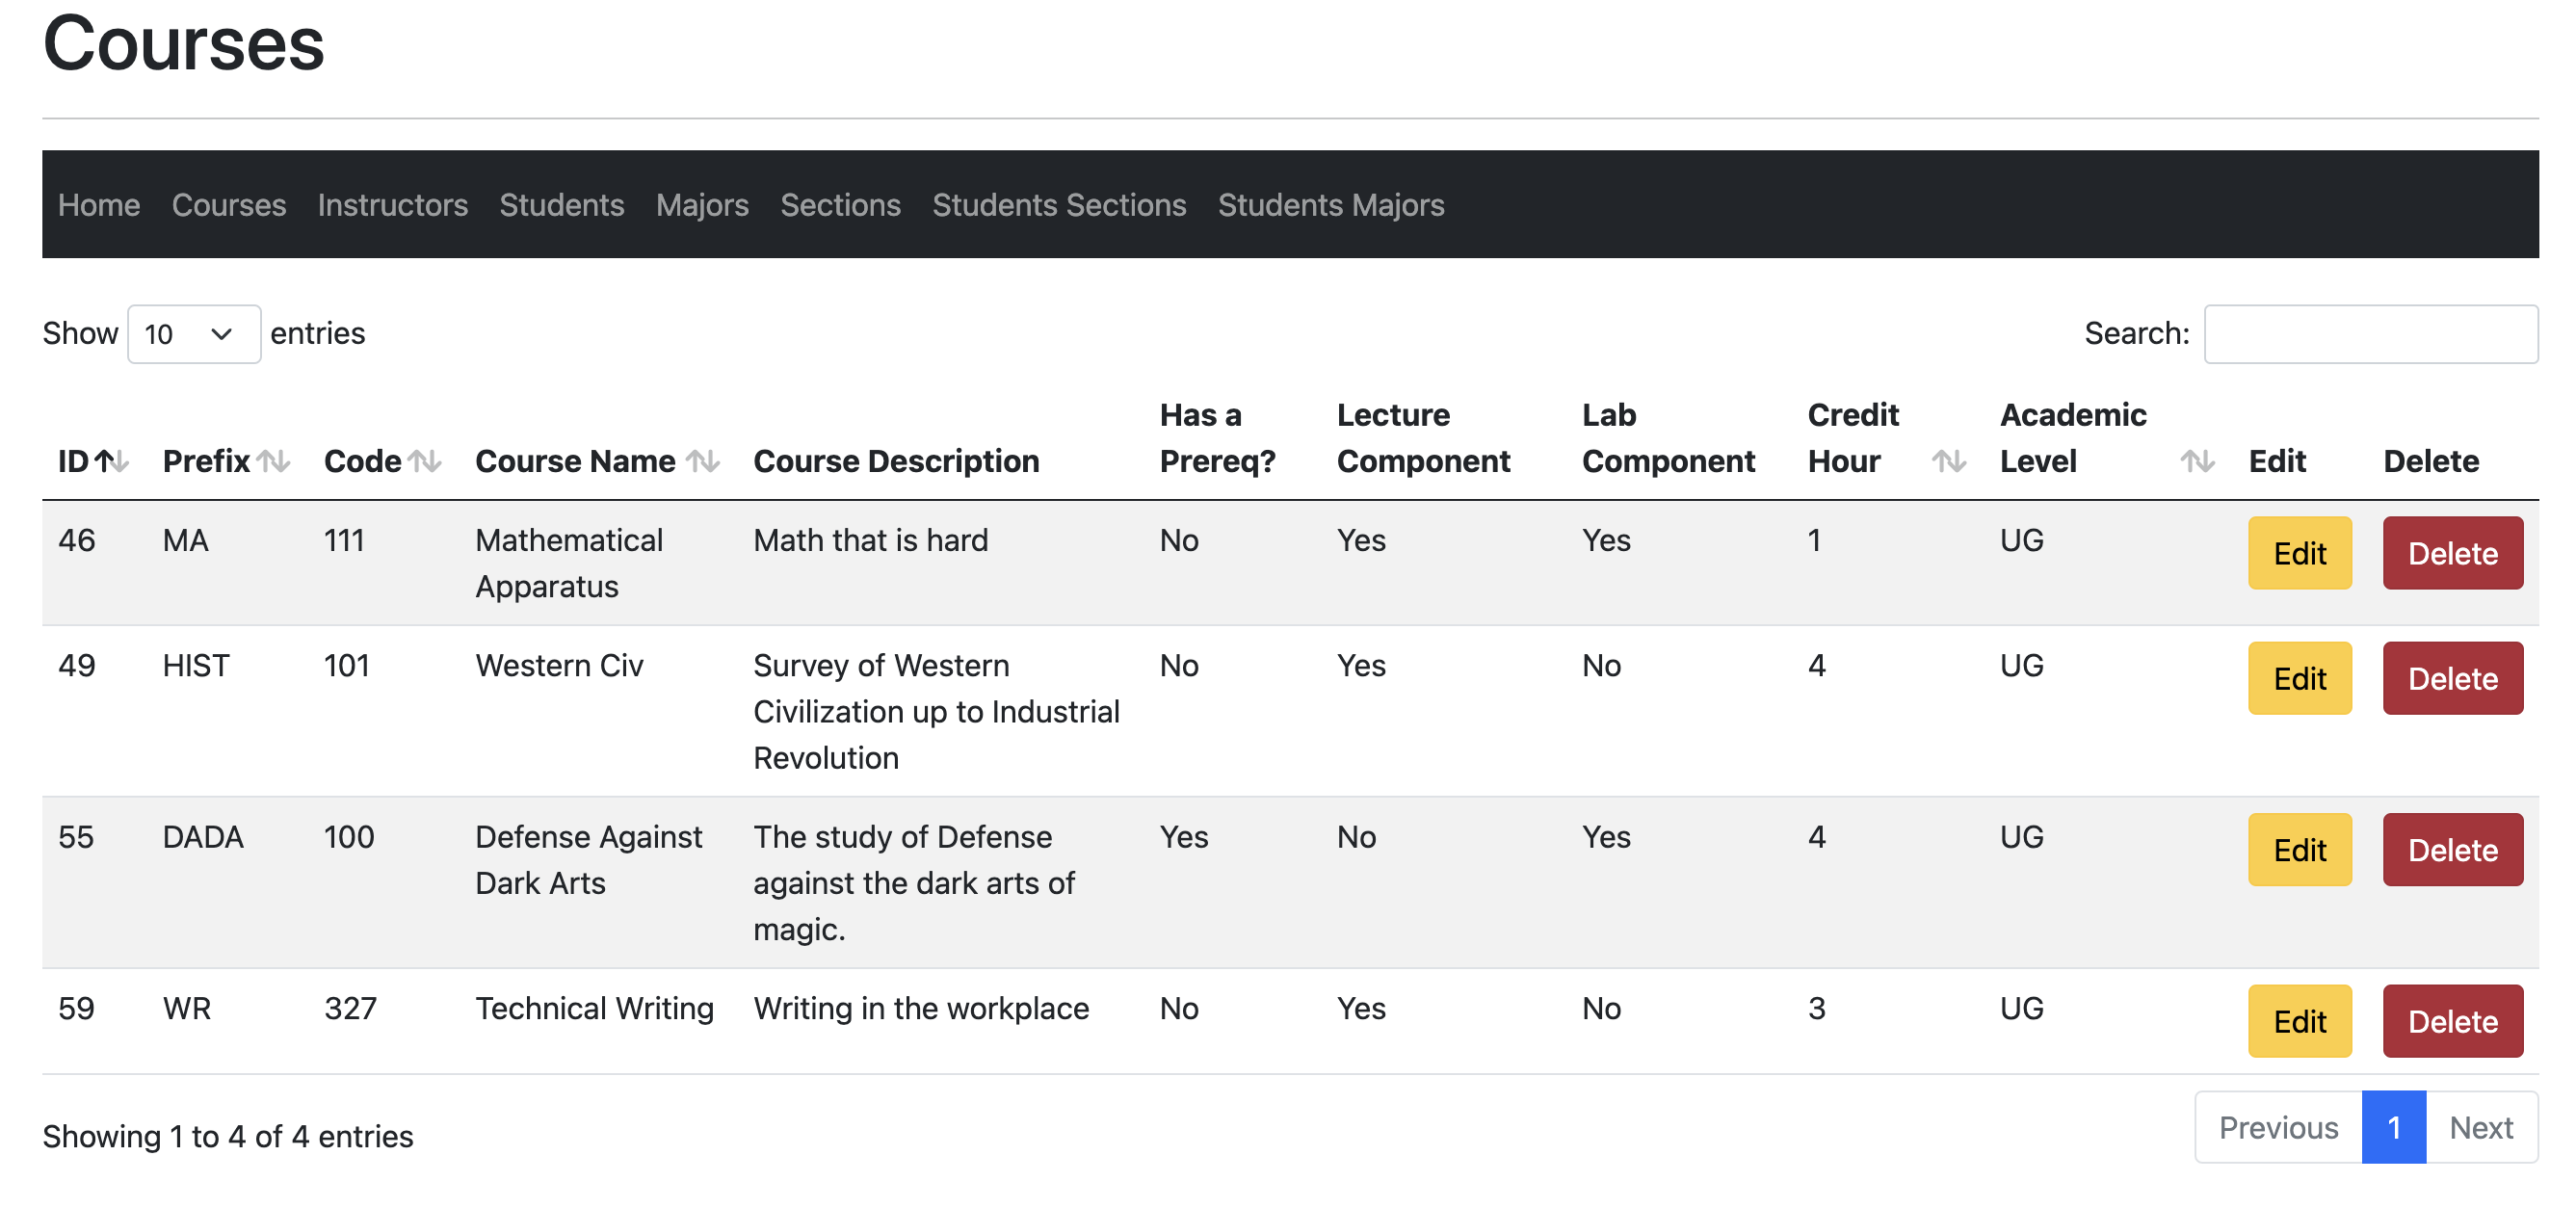 Courses
Home Courses Instructors Students Majors Sections Students Sections Students Majors
Show 10 entries Search:
Has a Lecture Lab Credit Academic
ID Prefix Code Course Name Course Description Prereq? Component Component Hour Level Edit Delete
46 MA 111 Mathematical Math that is hard No Yes Yes 1 UG Edit Delete
Apparatus
49 HIST 101 Western Civ Survey of Western No Yes No 4 UG Edit Delete
Civilization up to Industrial
Revolution
55 DADA 100 Defense Against The study of Defense Yes No Yes 4 UG Edit Delete
Dark Arts against the dark arts of
magic.
59 WR 327 Technical Writing Writing in the workplace No Yes No 3 UG Edit Delete
Showing 1 to 4 of 4 entries Previous 1 Next